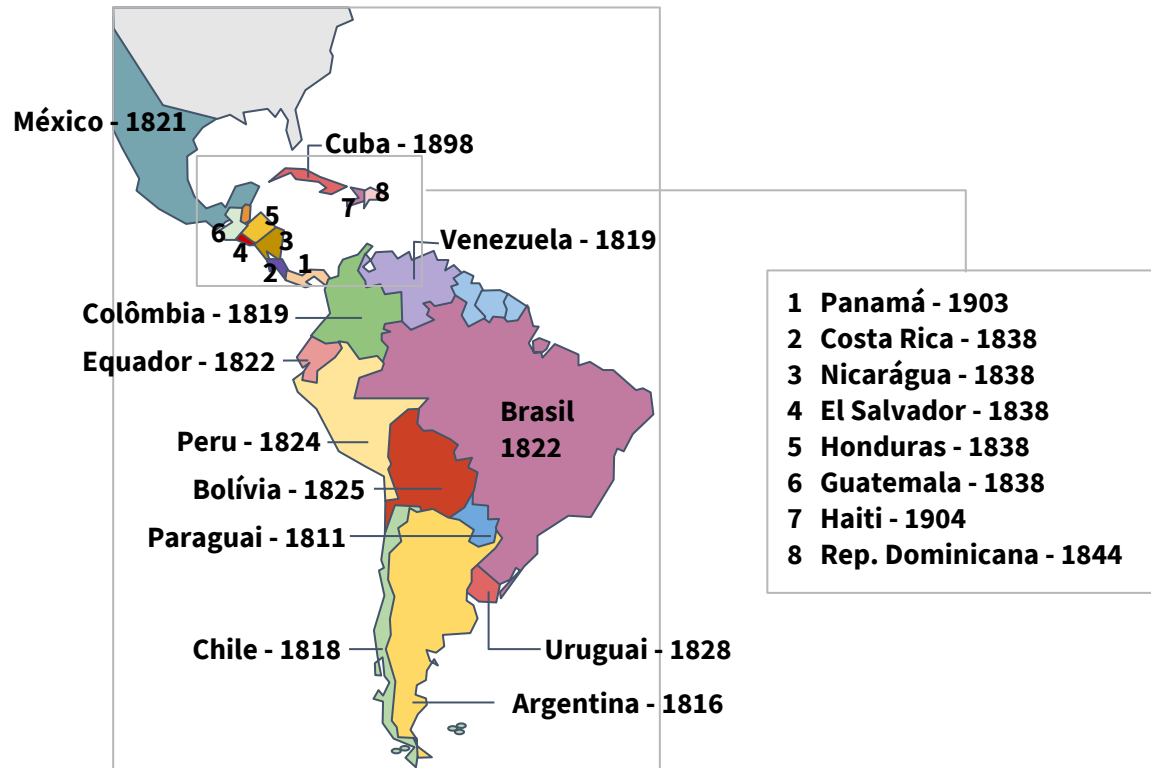 México - 1821
Cuba - 1898
8
7
5
6
3
4
1
2
Venezuela - 1819
Colômbia - 1819
Equador - 1822
Brasil
1822
Peru - 1824
Bolívia - 1825
Paraguai - 1811
Chile - 1818
Uruguai - 1828
Argentina - 1816
1 Panamá - 1903
2 Costa Rica - 1838
3 Nicarágua - 1838
4 El Salvador - 1838
5 Honduras - 1838
6 Guatemala - 1838
7 Haiti - 1904
8 Rep. Dominicana - 1844